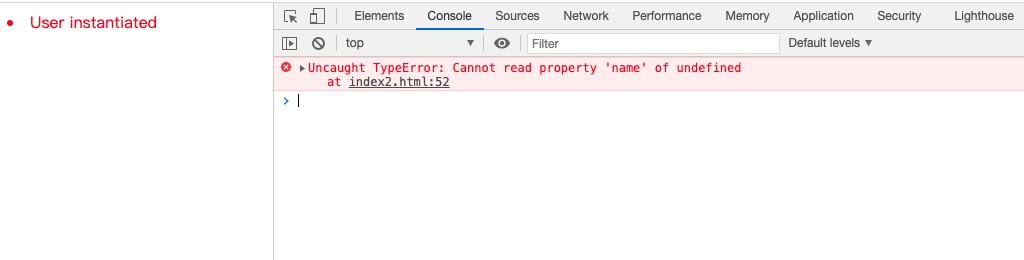 User instantiated
Elements Console Sources Network Performance Memory Application Security Lighthouse
top Filter Default levels
Uncaught TypeError: Cannot read property 'name' of undefined
at index2.html:52